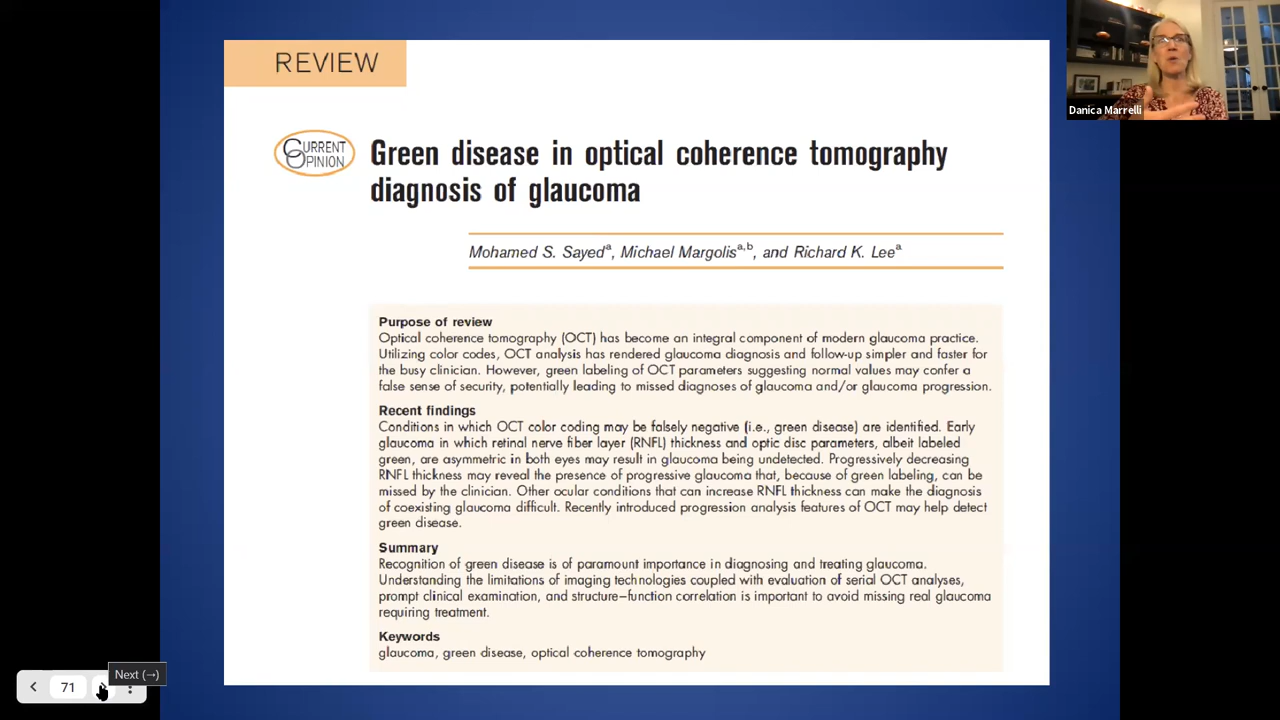 REVIEW
CURRENT
OPINION
Green disease in optical coherence tomography
diagnosis of glaucoma
Mohamed S. Sayedᵃ, Michael Margolisᵃ,ᵇ, and Richard K. Leeᵃ
Purpose of review
Optical coherence tomography (OCT) has become an integral component of modern glaucoma practice.
Utilizing color codes, OCT analysis has rendered glaucoma diagnosis and follow-up simpler and faster for
the busy clinician. However, green labeling of OCT parameters suggesting normal values may confer a
false sense of security, potentially leading to missed diagnoses of glaucoma and/or glaucoma progression.
Recent findings
Conditions in which OCT color coding may be falsely negative (i.e., green disease) are identified. Early
glaucoma in which retinal nerve fiber layer (RNFL) thickness and optic disc parameters, albeit labeled
green, are asymmetric in both eyes may result in glaucoma being undetected. Progressively decreasing
RNFL thickness may reveal the presence of progressive glaucoma that, because of green labeling, can be
missed by the clinician. Other ocular conditions that can increase RNFL thickness can make the diagnosis
of coexisting glaucoma difficult. Recently introduced progression analysis features of OCT may help detect
green disease.
Summary
Recognition of green disease is of paramount importance in diagnosing and treating glaucoma.
Understanding the limitations of imaging technologies coupled with evaluation of serial OCT analyses,
prompt clinical examination, and structure–function correlation is important to avoid missing real glaucoma
requiring treatment.
Keywords
glaucoma, green disease, optical coherence tomography
Danica Marrelli
Next (→)
71